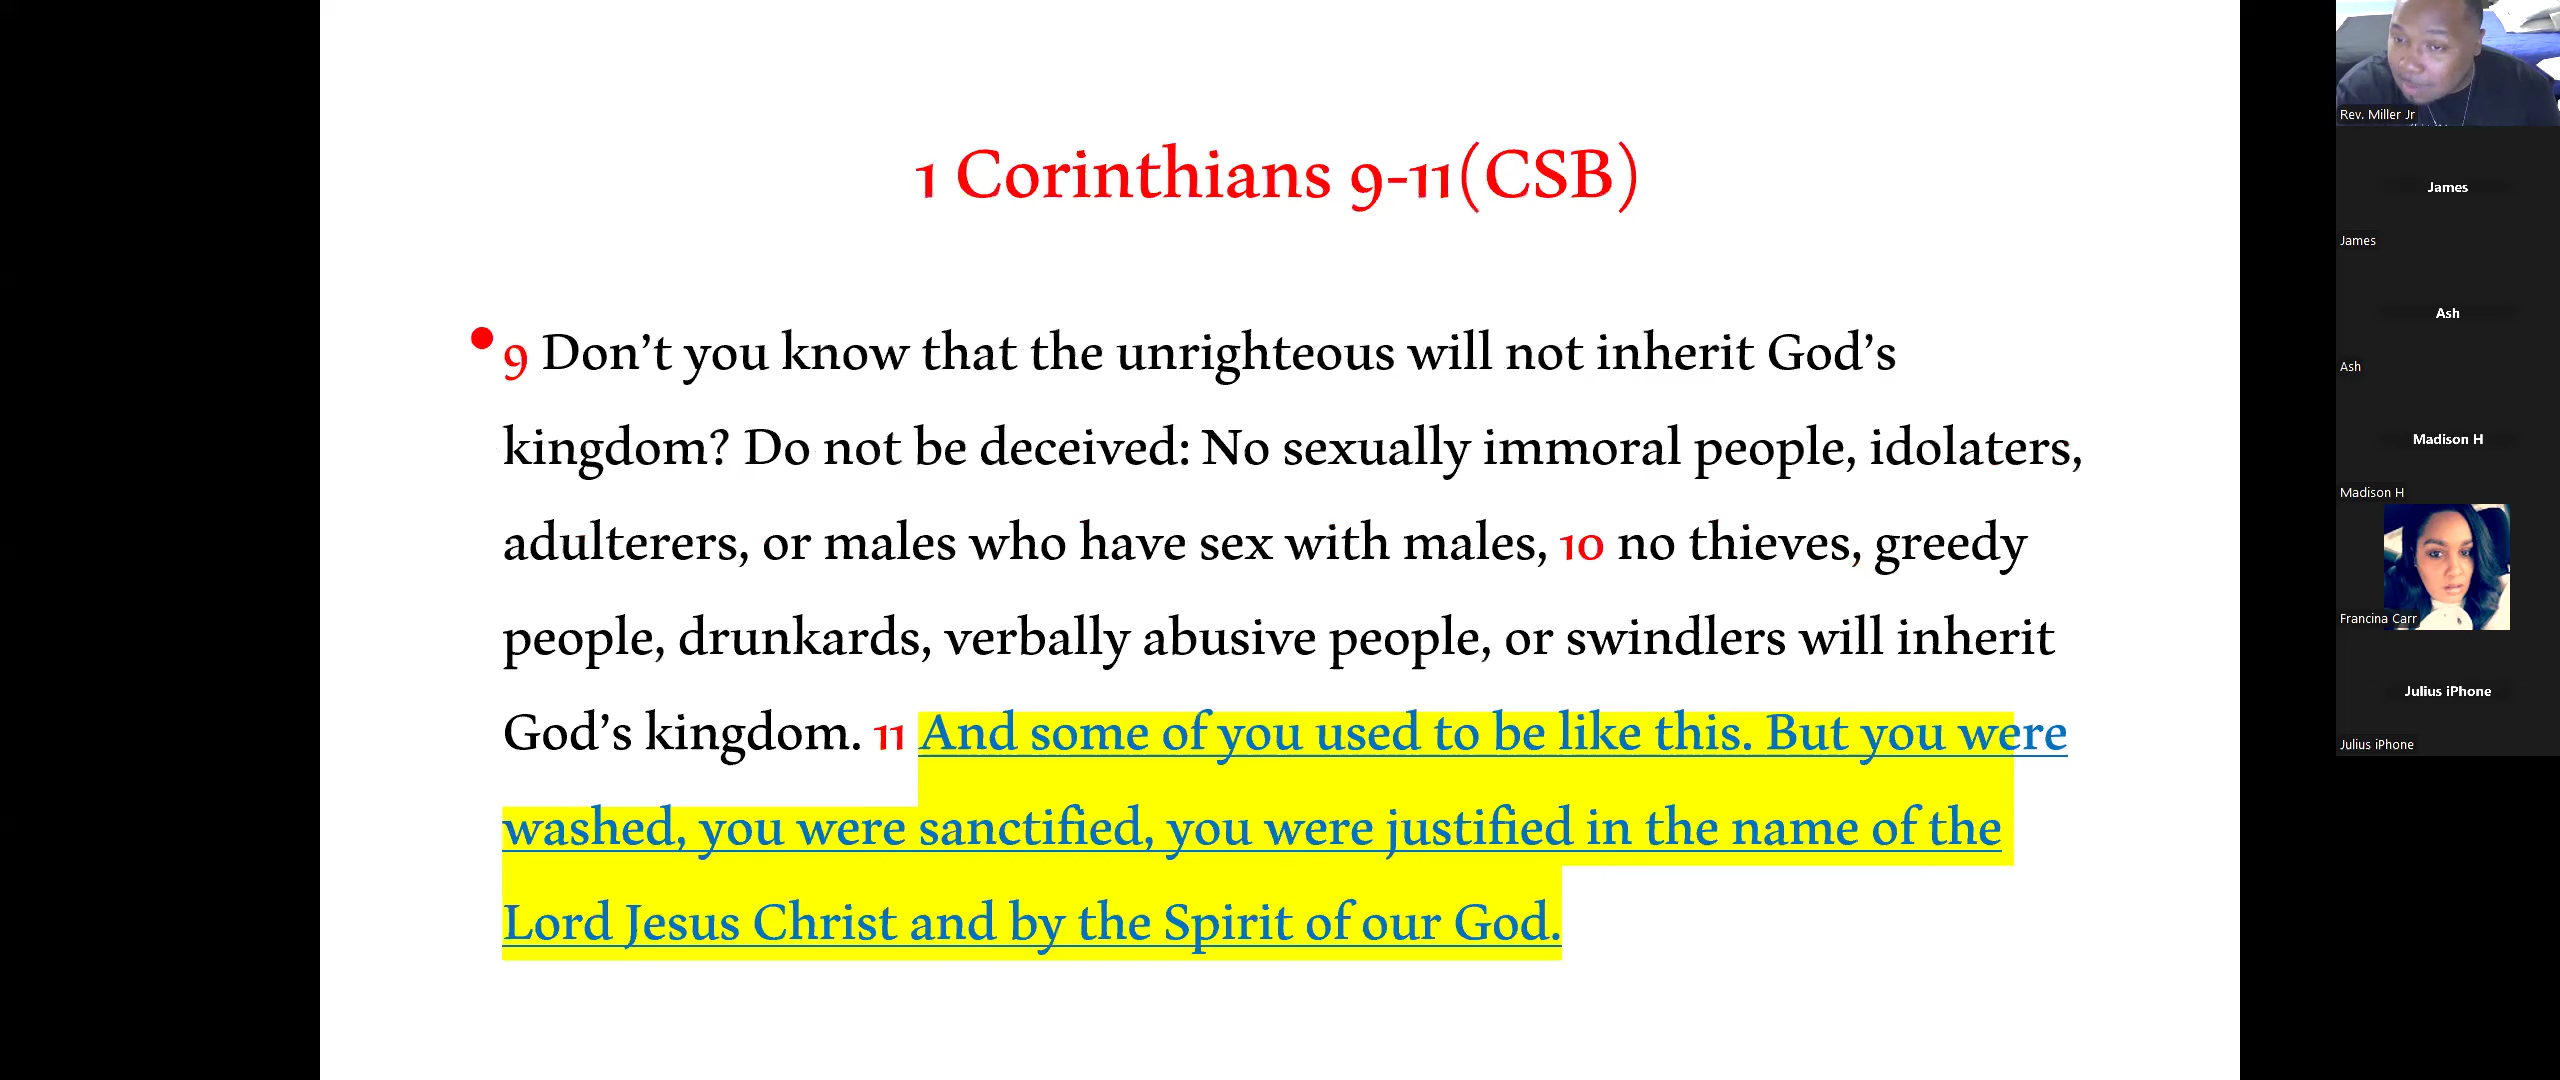 1 Corinthians 9-11(CSB)
• 9 Don’t you know that the unrighteous will not inherit God’s
kingdom? Do not be deceived: No sexually immoral people, idolaters,
adulterers, or males who have sex with males, 10 no thieves, greedy
people, drunkards, verbally abusive people, or swindlers will inherit
God’s kingdom. 11 And some of you used to be like this. But you were
washed, you were sanctified, you were justified in the name of the
Lord Jesus Christ and by the Spirit of our God.
Rev. Miller Jr
James
James
Ash
Ash
Madison H
Madison H
Francina Carr
Julius iPhone
Julius iPhone